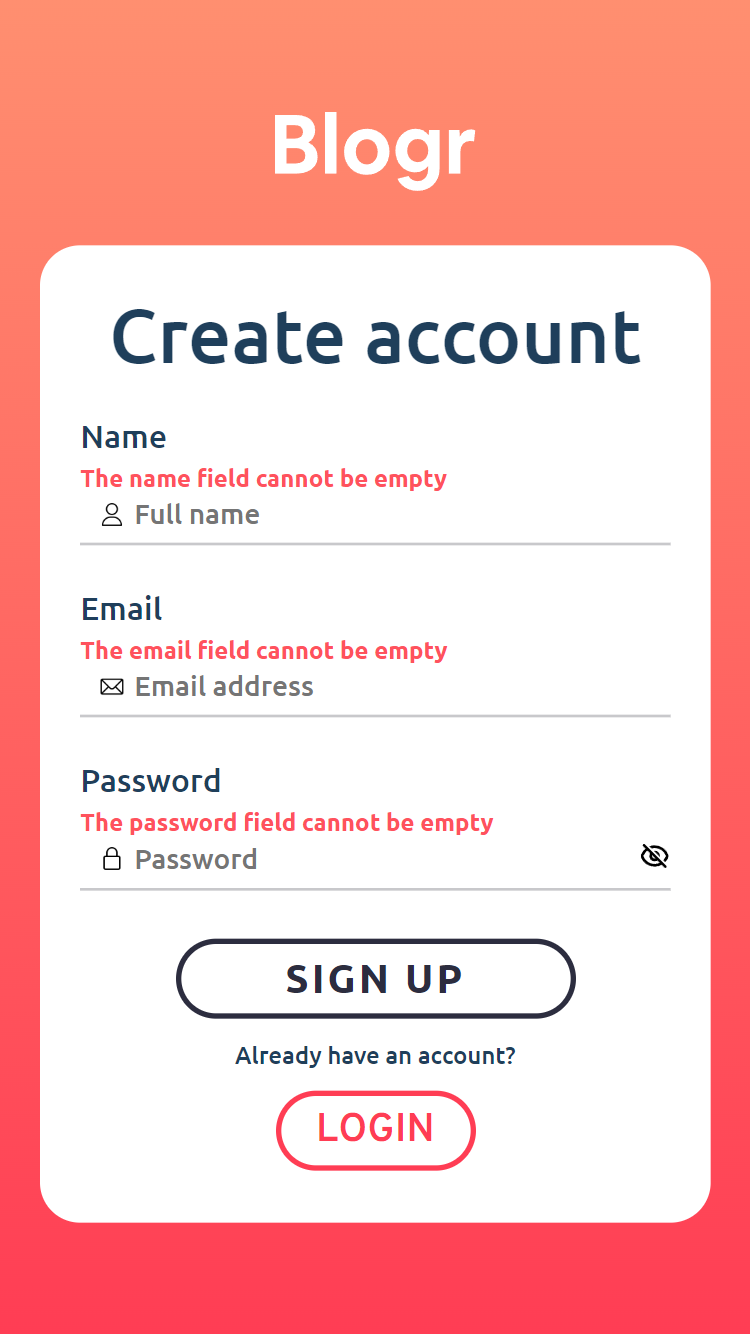 Blogr
Create account
Name
The name field cannot be empty
Full name
Email
The email field cannot be empty
Email address
Password
The password field cannot be empty
Password
SIGN UP
Already have an account?
LOGIN